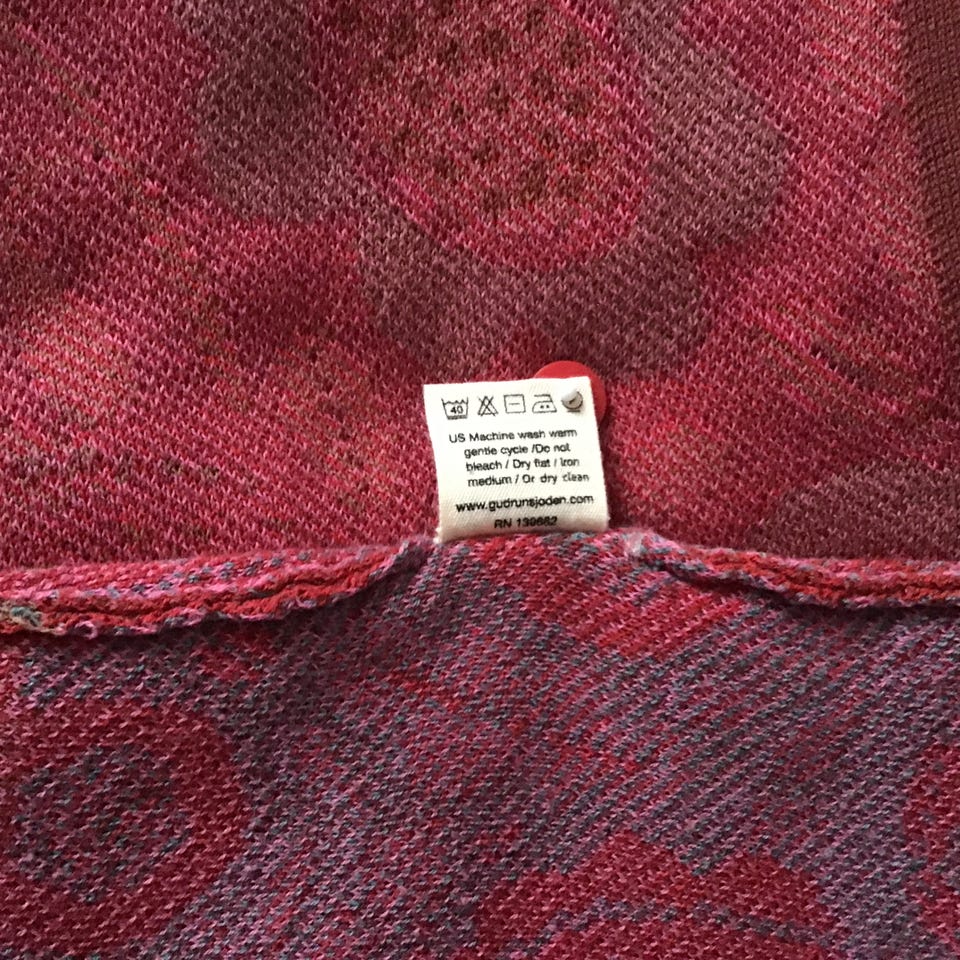 40
US Machine wash warm
gentle cycle /Do not
bleach / Dry flat / Iron
medium / Or dry clean
www.gudrunsjoden.com
RN 139662